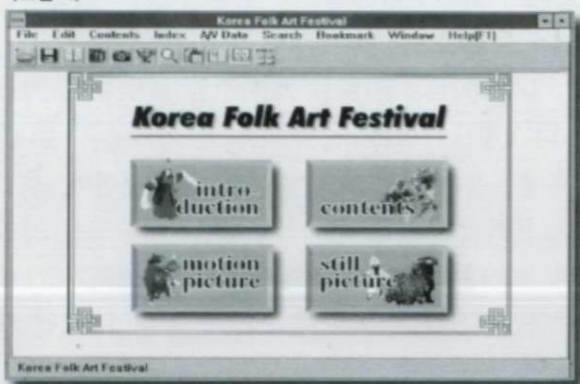 Korea Folk Art Festival
File Edit Contents Index A/V Data Search Bookmark Window Help[F1]
Korea Folk Art Festival
intro-
duction
contents
motion
picture
still
picture
Korea Folk Art Festival